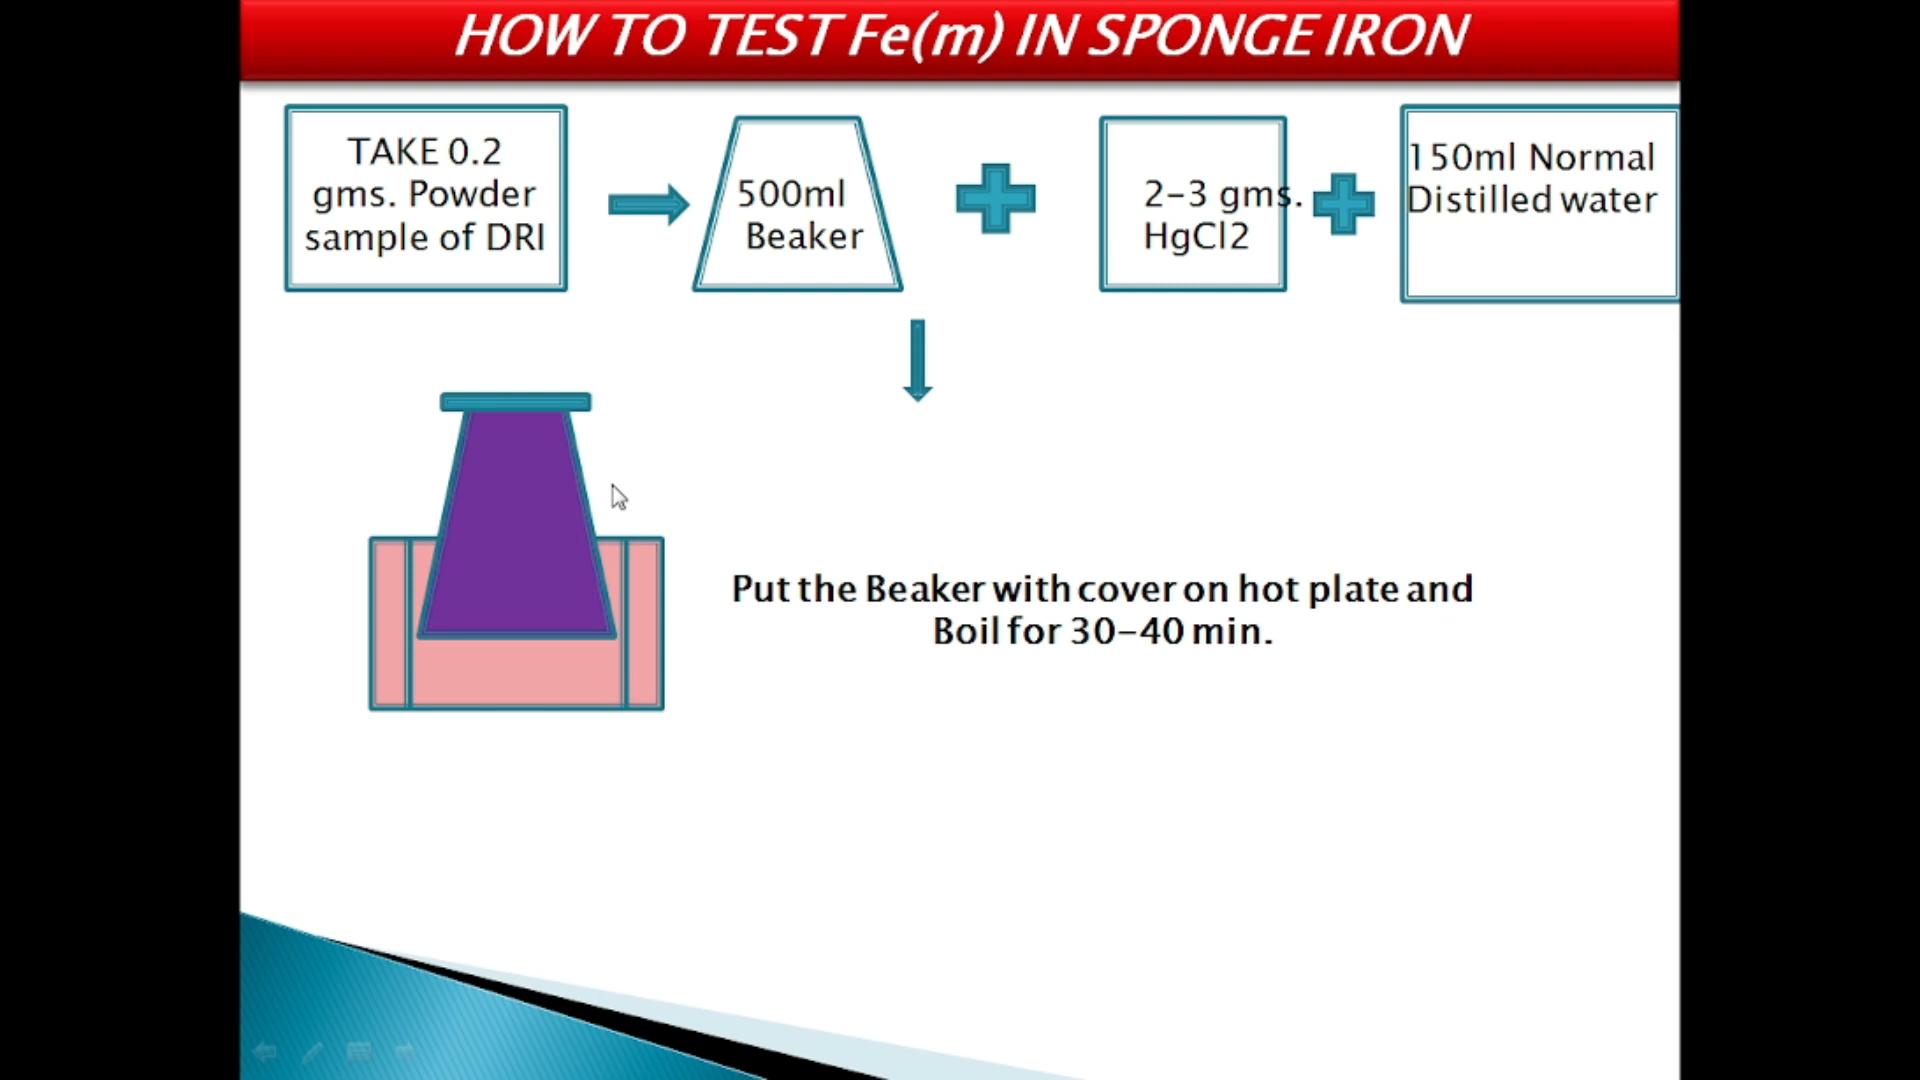 HOW TO TEST Fe(m) IN SPONGE IRON
TAKE 0.2
gms. Powder
sample of DRI
500ml
Beaker
2-3 gms.
HgCl2
150ml Normal
Distilled water
Put the Beaker with cover on hot plate and
Boil for 30-40 min.